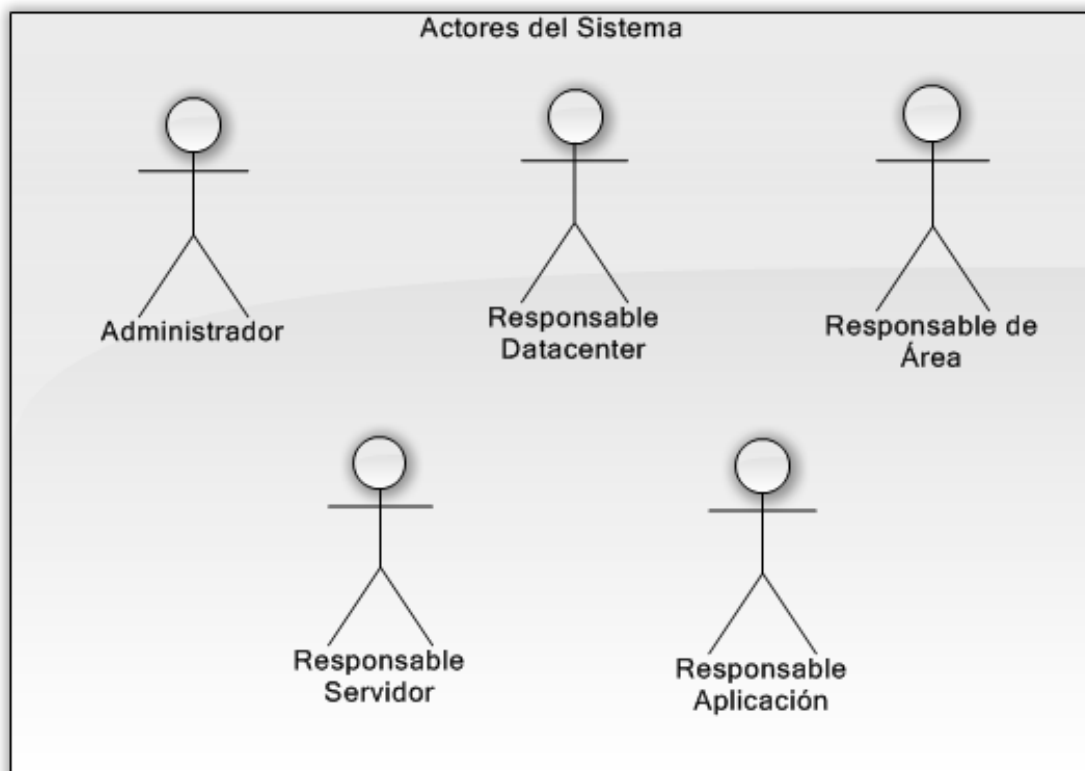 Actores del Sistema
Administrador
Responsable
Datacenter
Responsable de
Área
Responsable
Servidor
Responsable
Aplicación